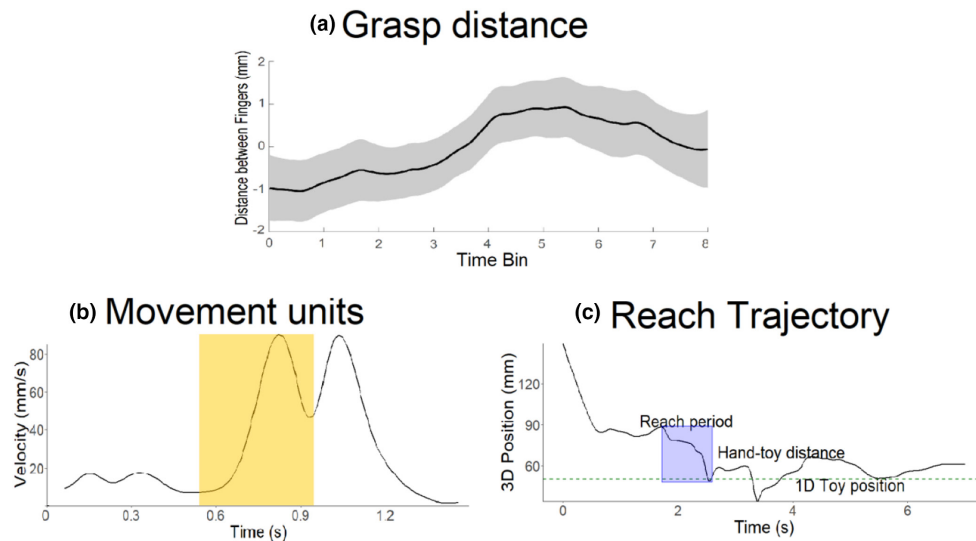 (a) Grasp distance
Distance between Fingers (mm)
2
1
0
-1
-2
0 1 2 3 4 5 6 7 8
Time Bin
(b) Movement units
Velocity (mm/s)
80
60
40
20
0 0.3 0.6 0.9 1.2
Time (s)
(c) Reach Trajectory
3D Position (mm)
150
120
90
60
Reach period
Hand-toy distance
1D Toy position
0 2 4 6
Time (s)